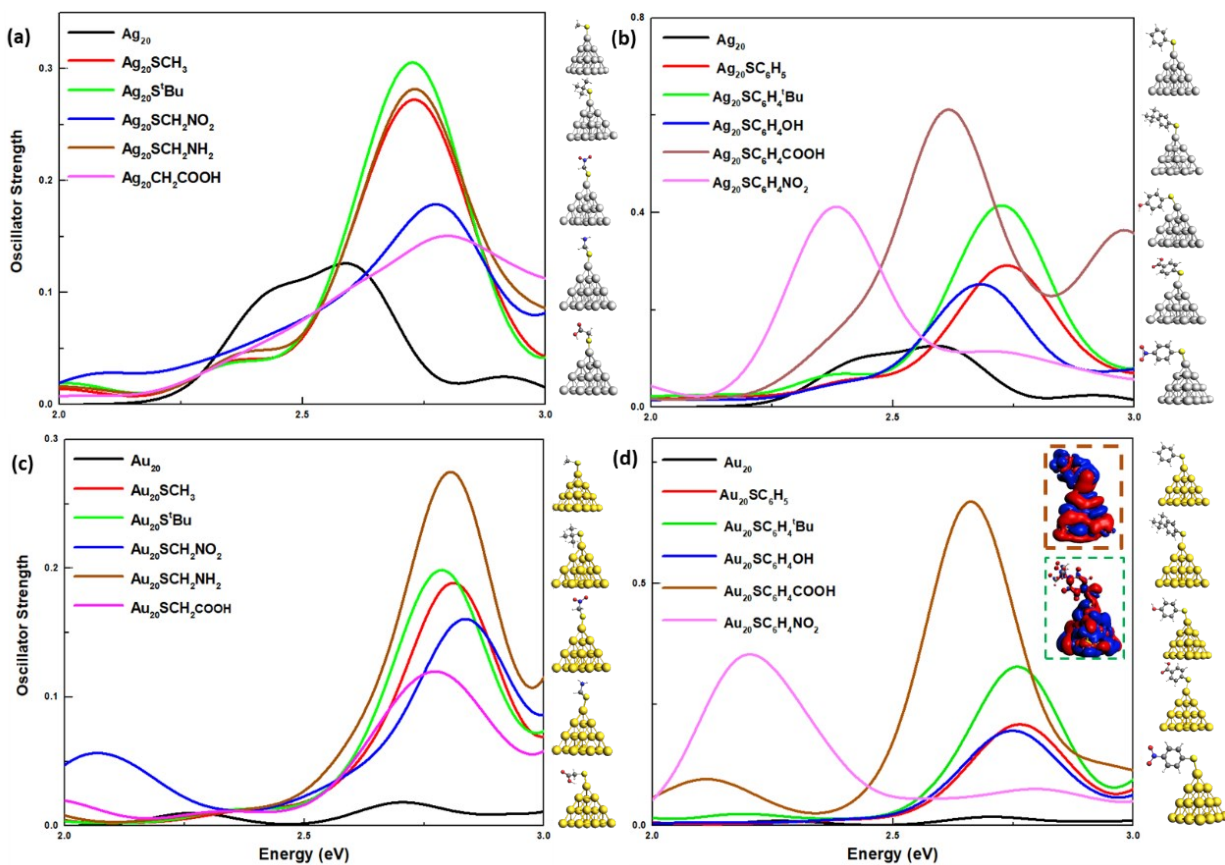 (a)
Ag₂₀
Ag₂₀SCH₃
Ag₂₀SᵗBu
Ag₂₀SCH₂NO₂
Ag₂₀SCH₂NH₂
Ag₂₀CH₂COOH
Oscillator Strength
0.3
0.2
0.1
0.0
2.0 2.5 3.0
(b)
Ag₂₀
Ag₂₀SC₆H₅
Ag₂₀SC₆H₄ᵗBu
Ag₂₀SC₆H₄OH
Ag₂₀SC₆H₄COOH
Ag₂₀SC₆H₄NO₂
0.8
0.4
0.0
2.0 2.5 3.0
(c)
Au₂₀
Au₂₀SCH₃
Au₂₀SᵗBu
Au₂₀SCH₂NO₂
Au₂₀SCH₂NH₂
Au₂₀SCH₂COOH
Oscillator Strength
0.3
0.2
0.1
0.0
2.0 2.5 3.0
Energy (eV)
(d)
Au₂₀
Au₂₀SC₆H₅
Au₂₀SC₆H₄ᵗBu
Au₂₀SC₆H₄OH
Au₂₀SC₆H₄COOH
Au₂₀SC₆H₄NO₂
0.5
0.0
2.0 2.5 3.0
Energy (eV)